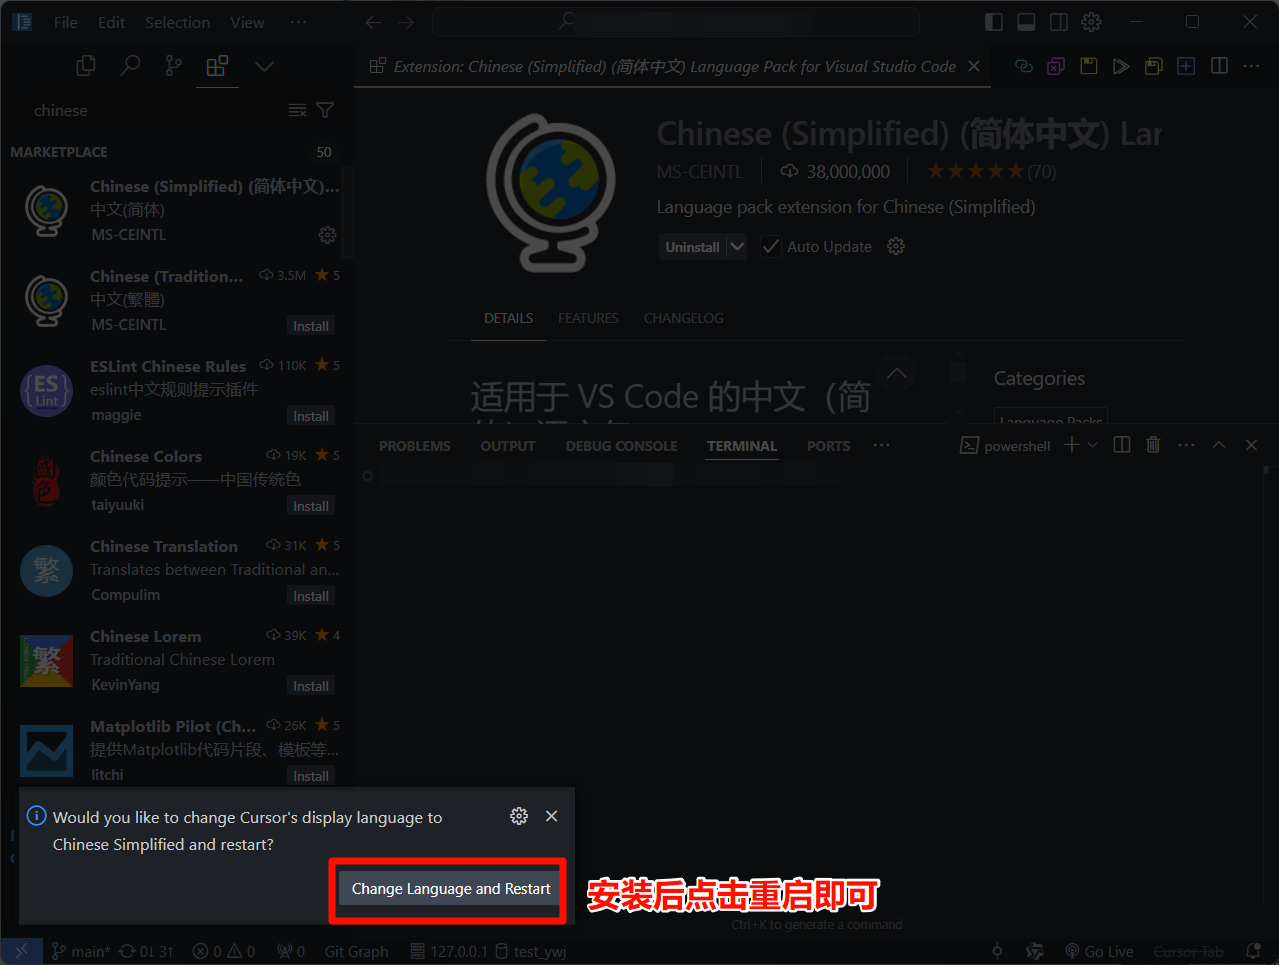 File Edit Selection View ···
Extension: Chinese (Simplified) (简体中文) Language Pack for Visual Studio Code
chinese
MARKETPLACE 50
Chinese (Simplified) (简体中文)...
中文(简体)
MS-CEINTL
Chinese (Tradition... 3.5M 5
中文(繁體)
MS-CEINTL Install
ESLint Chinese Rules 110K 5
eslint中文规则提示插件
maggie Install
{ES}
Lint
Chinese Colors 19K 5
颜色代码提示——中国传统色
taiyuuki Install
國色
Chinese Translation 31K 5
Translates between Traditional an...
Compulim Install
繁
Chinese Lorem 39K 4
Traditional Chinese Lorem
KevinYang Install
繁
Matplotlib Pilot (Ch... 26K 5
提供Matplotlib代码片段、模板等...
litchi Install
Chinese (Simplified) (简体中文) Lar
MS-CEINTL 38,000,000 (70)
Language pack extension for Chinese (Simplified)
Uninstall Auto Update
DETAILS FEATURES CHANGELOG
适用于 VS Code 的中文（简
Categories
Language Packs
PROBLEMS OUTPUT DEBUG CONSOLE TERMINAL PORTS ···
powershell
Would you like to change Cursor's display language to
Chinese Simplified and restart?
Change Language and Restart
安装后点击重启即可
Ctrl+K to generate a command
main* 0↓ 3↑ 0 0 0 Git Graph 127.0.0.1 test_ywj Go Live Cursor Tab